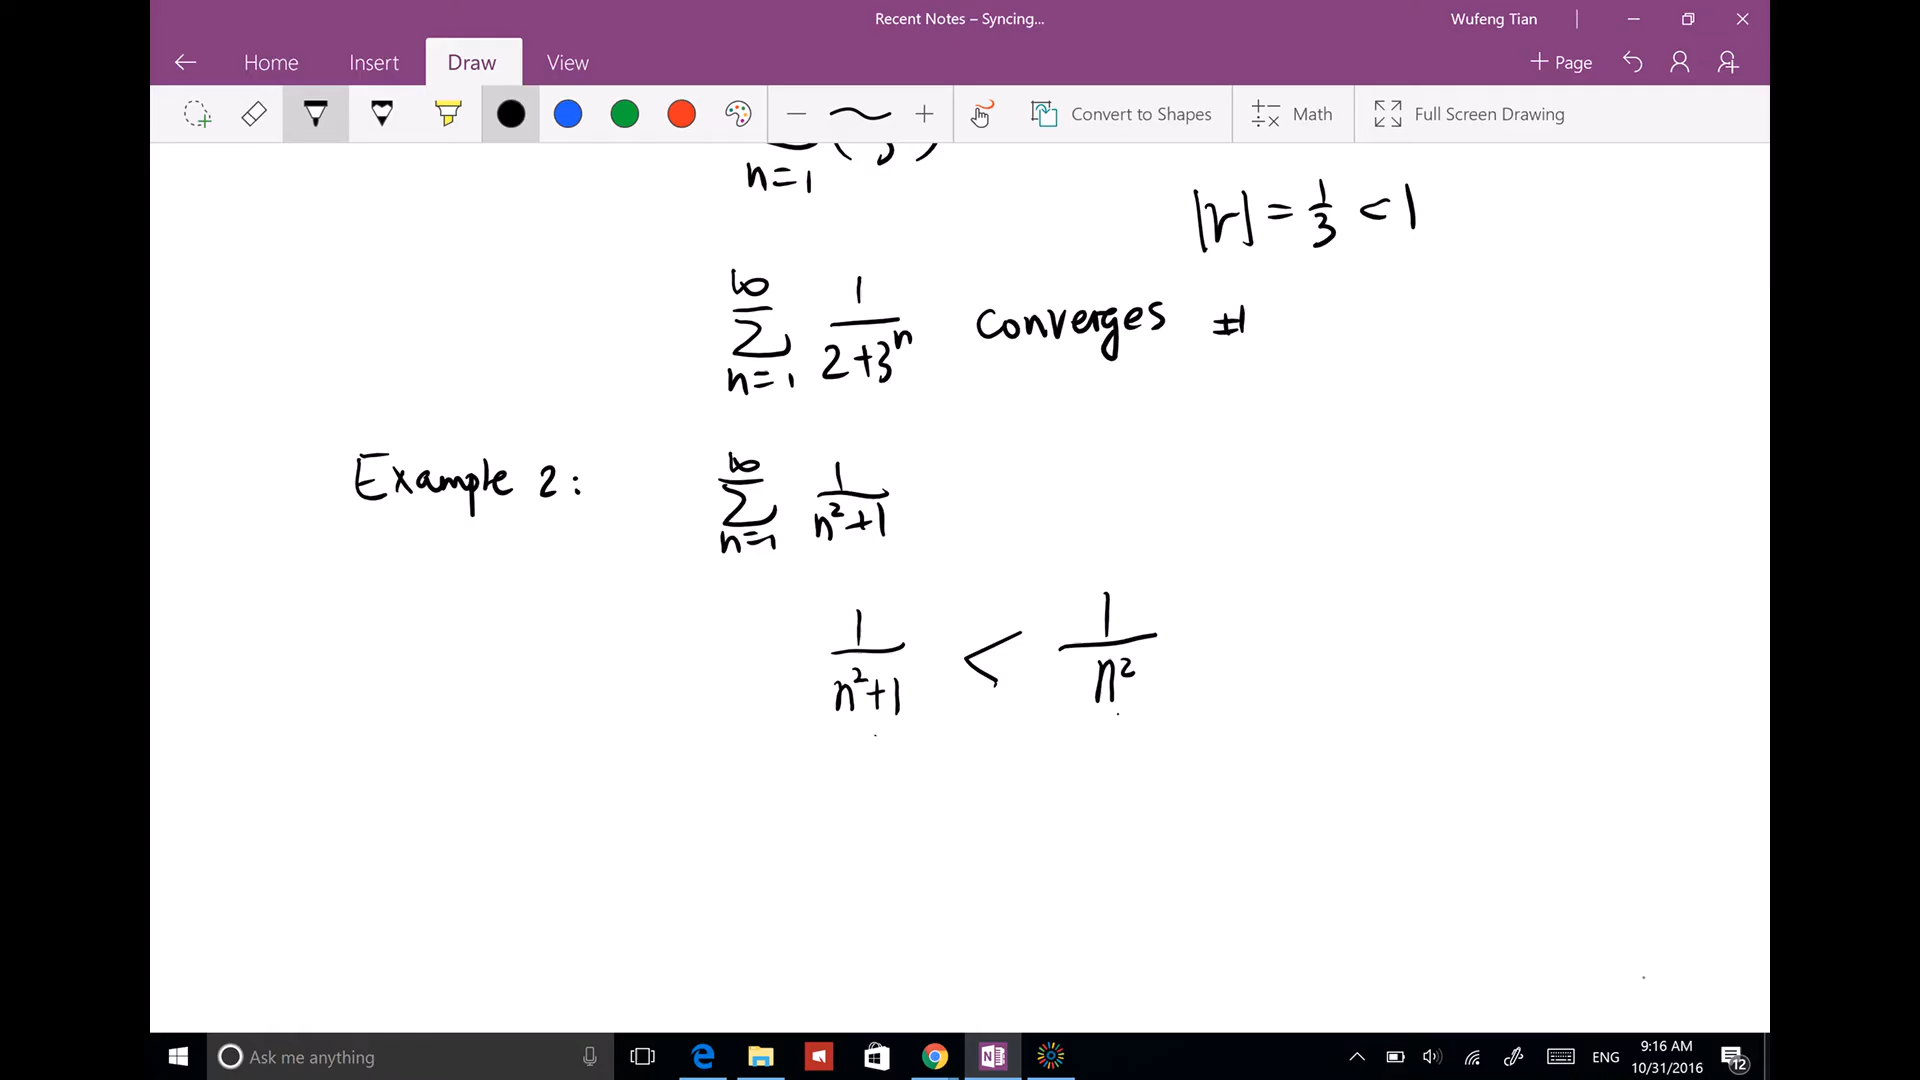 Recent Notes – Syncing...
Wufeng Tian
Home Insert Draw View
+ Page
Convert to Shapes
Math
Full Screen Drawing
n=1
|r| = 1/3 < 1
∞
∑ 1/(2+3^n) converges #
n=1
Example 2:
∞
∑ 1/(n²+1)
n=1
1/(n²+1) < 1/n²
Ask me anything
ENG
9:16 AM
10/31/2016
12